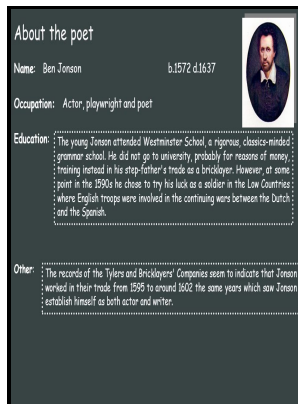 About the poet
Name: Ben Jonson b.1572 d.1637
Occupation: Actor, playwright and poet
Education: The young Jonson attended Westminster School, a rigorous, classics-minded
grammar school. He did not go to university, probably for reasons of money,
training instead in his step-father's trade as a bricklayer. However, at some
point in the 1590s he chose to try his luck as a soldier in the Low Countries
where English troops were involved in the continuing wars between the Dutch
and the Spanish.
Other: The records of the Tylers and Bricklayers' Companies seem to indicate that Jonson
worked in their trade from 1595 to around 1602 the same years which saw Jonson
establish himself as both actor and writer.